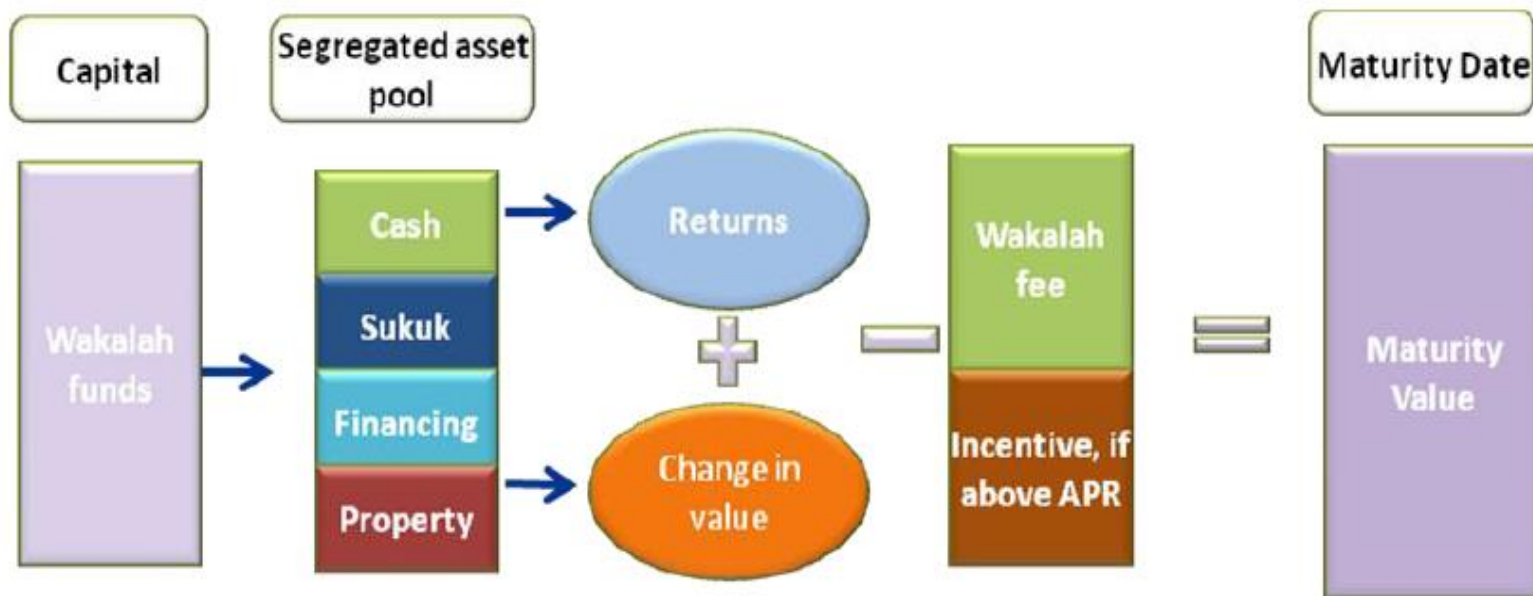 Capital
Segregated asset
pool
Maturity Date
Wakalah
funds
Cash
Sukuk
Financing
Property
Returns
+
Change in
value
−
Wakalah
fee
Incentive, if
above APR
=
Maturity
Value